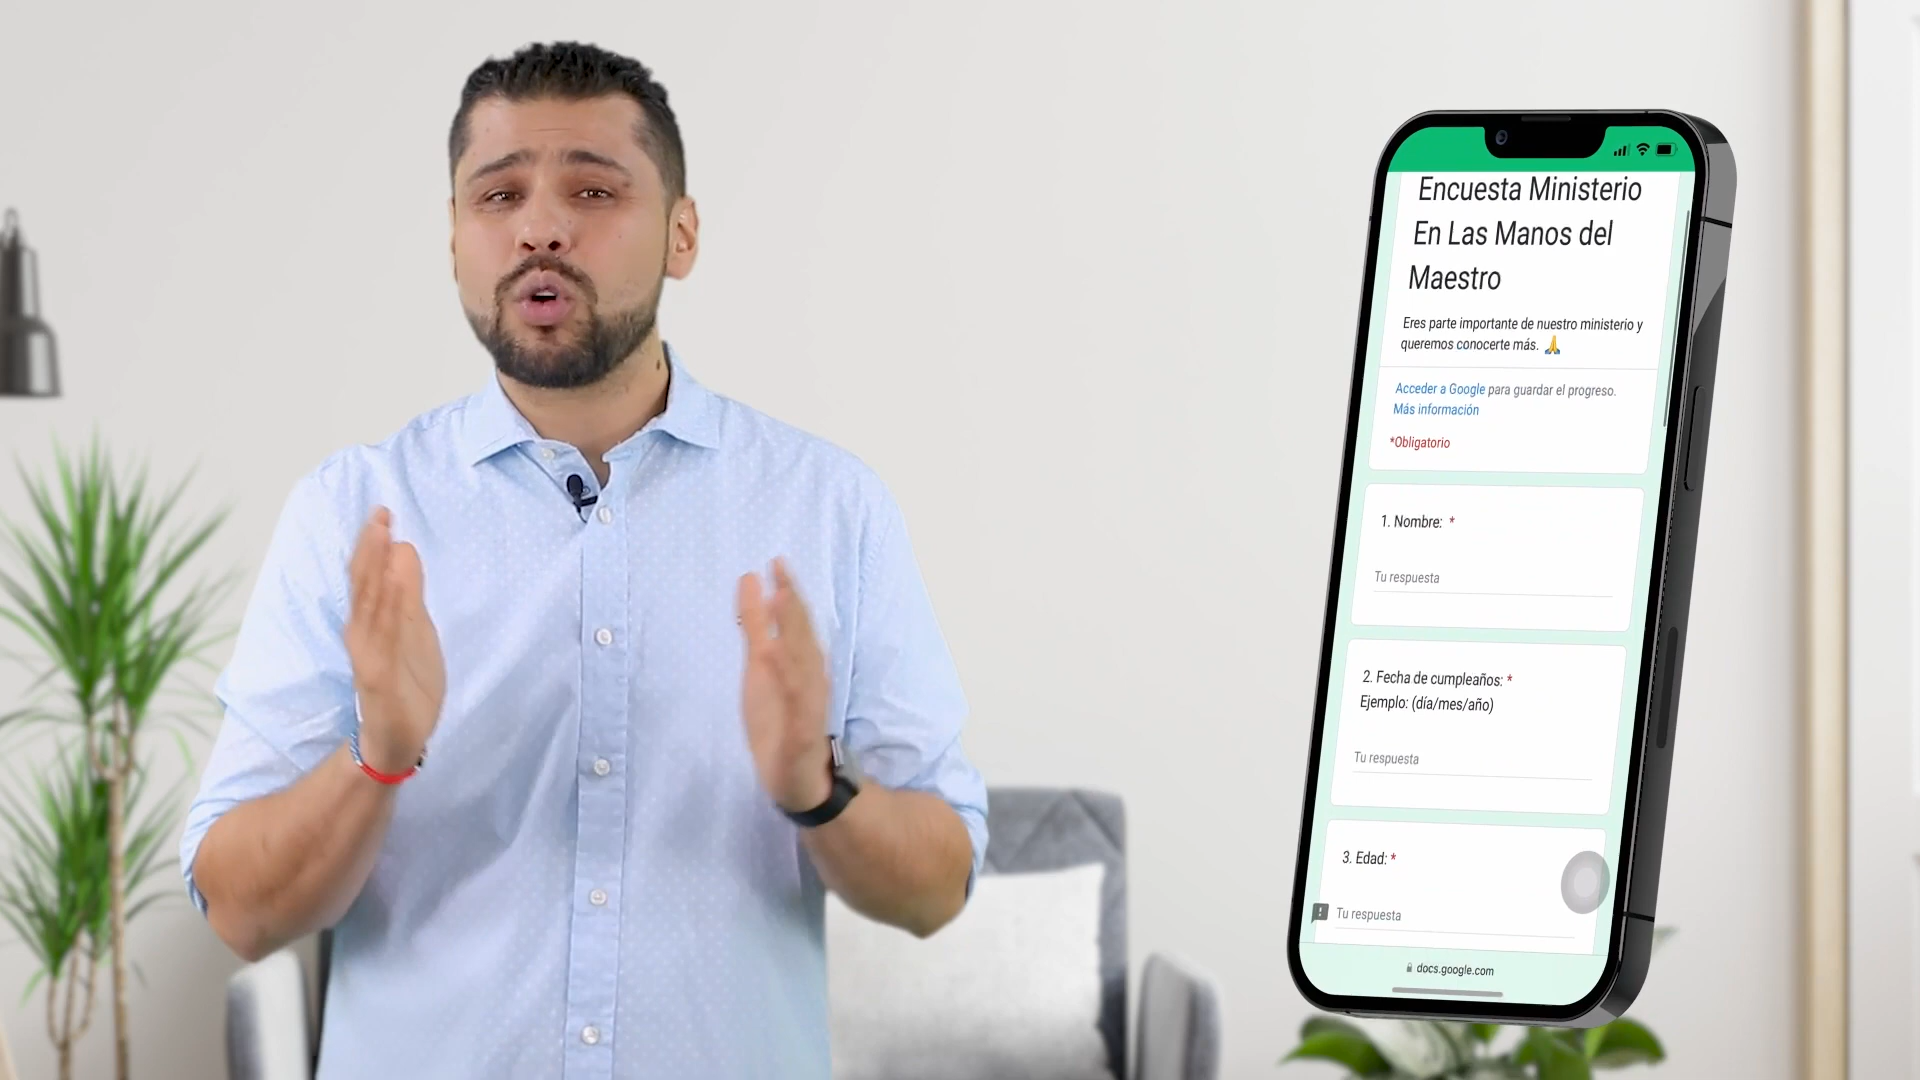 Encuesta Ministerio
En Las Manos del
Maestro
Eres parte importante de nuestro ministerio y
queremos conocerte más. 🙏
Acceder a Google para guardar el progreso.
Más información
*Obligatorio
1. Nombre: *
Tu respuesta
2. Fecha de cumpleaños: *
Ejemplo: (día/mes/año)
Tu respuesta
3. Edad: *
Tu respuesta
docs.google.com